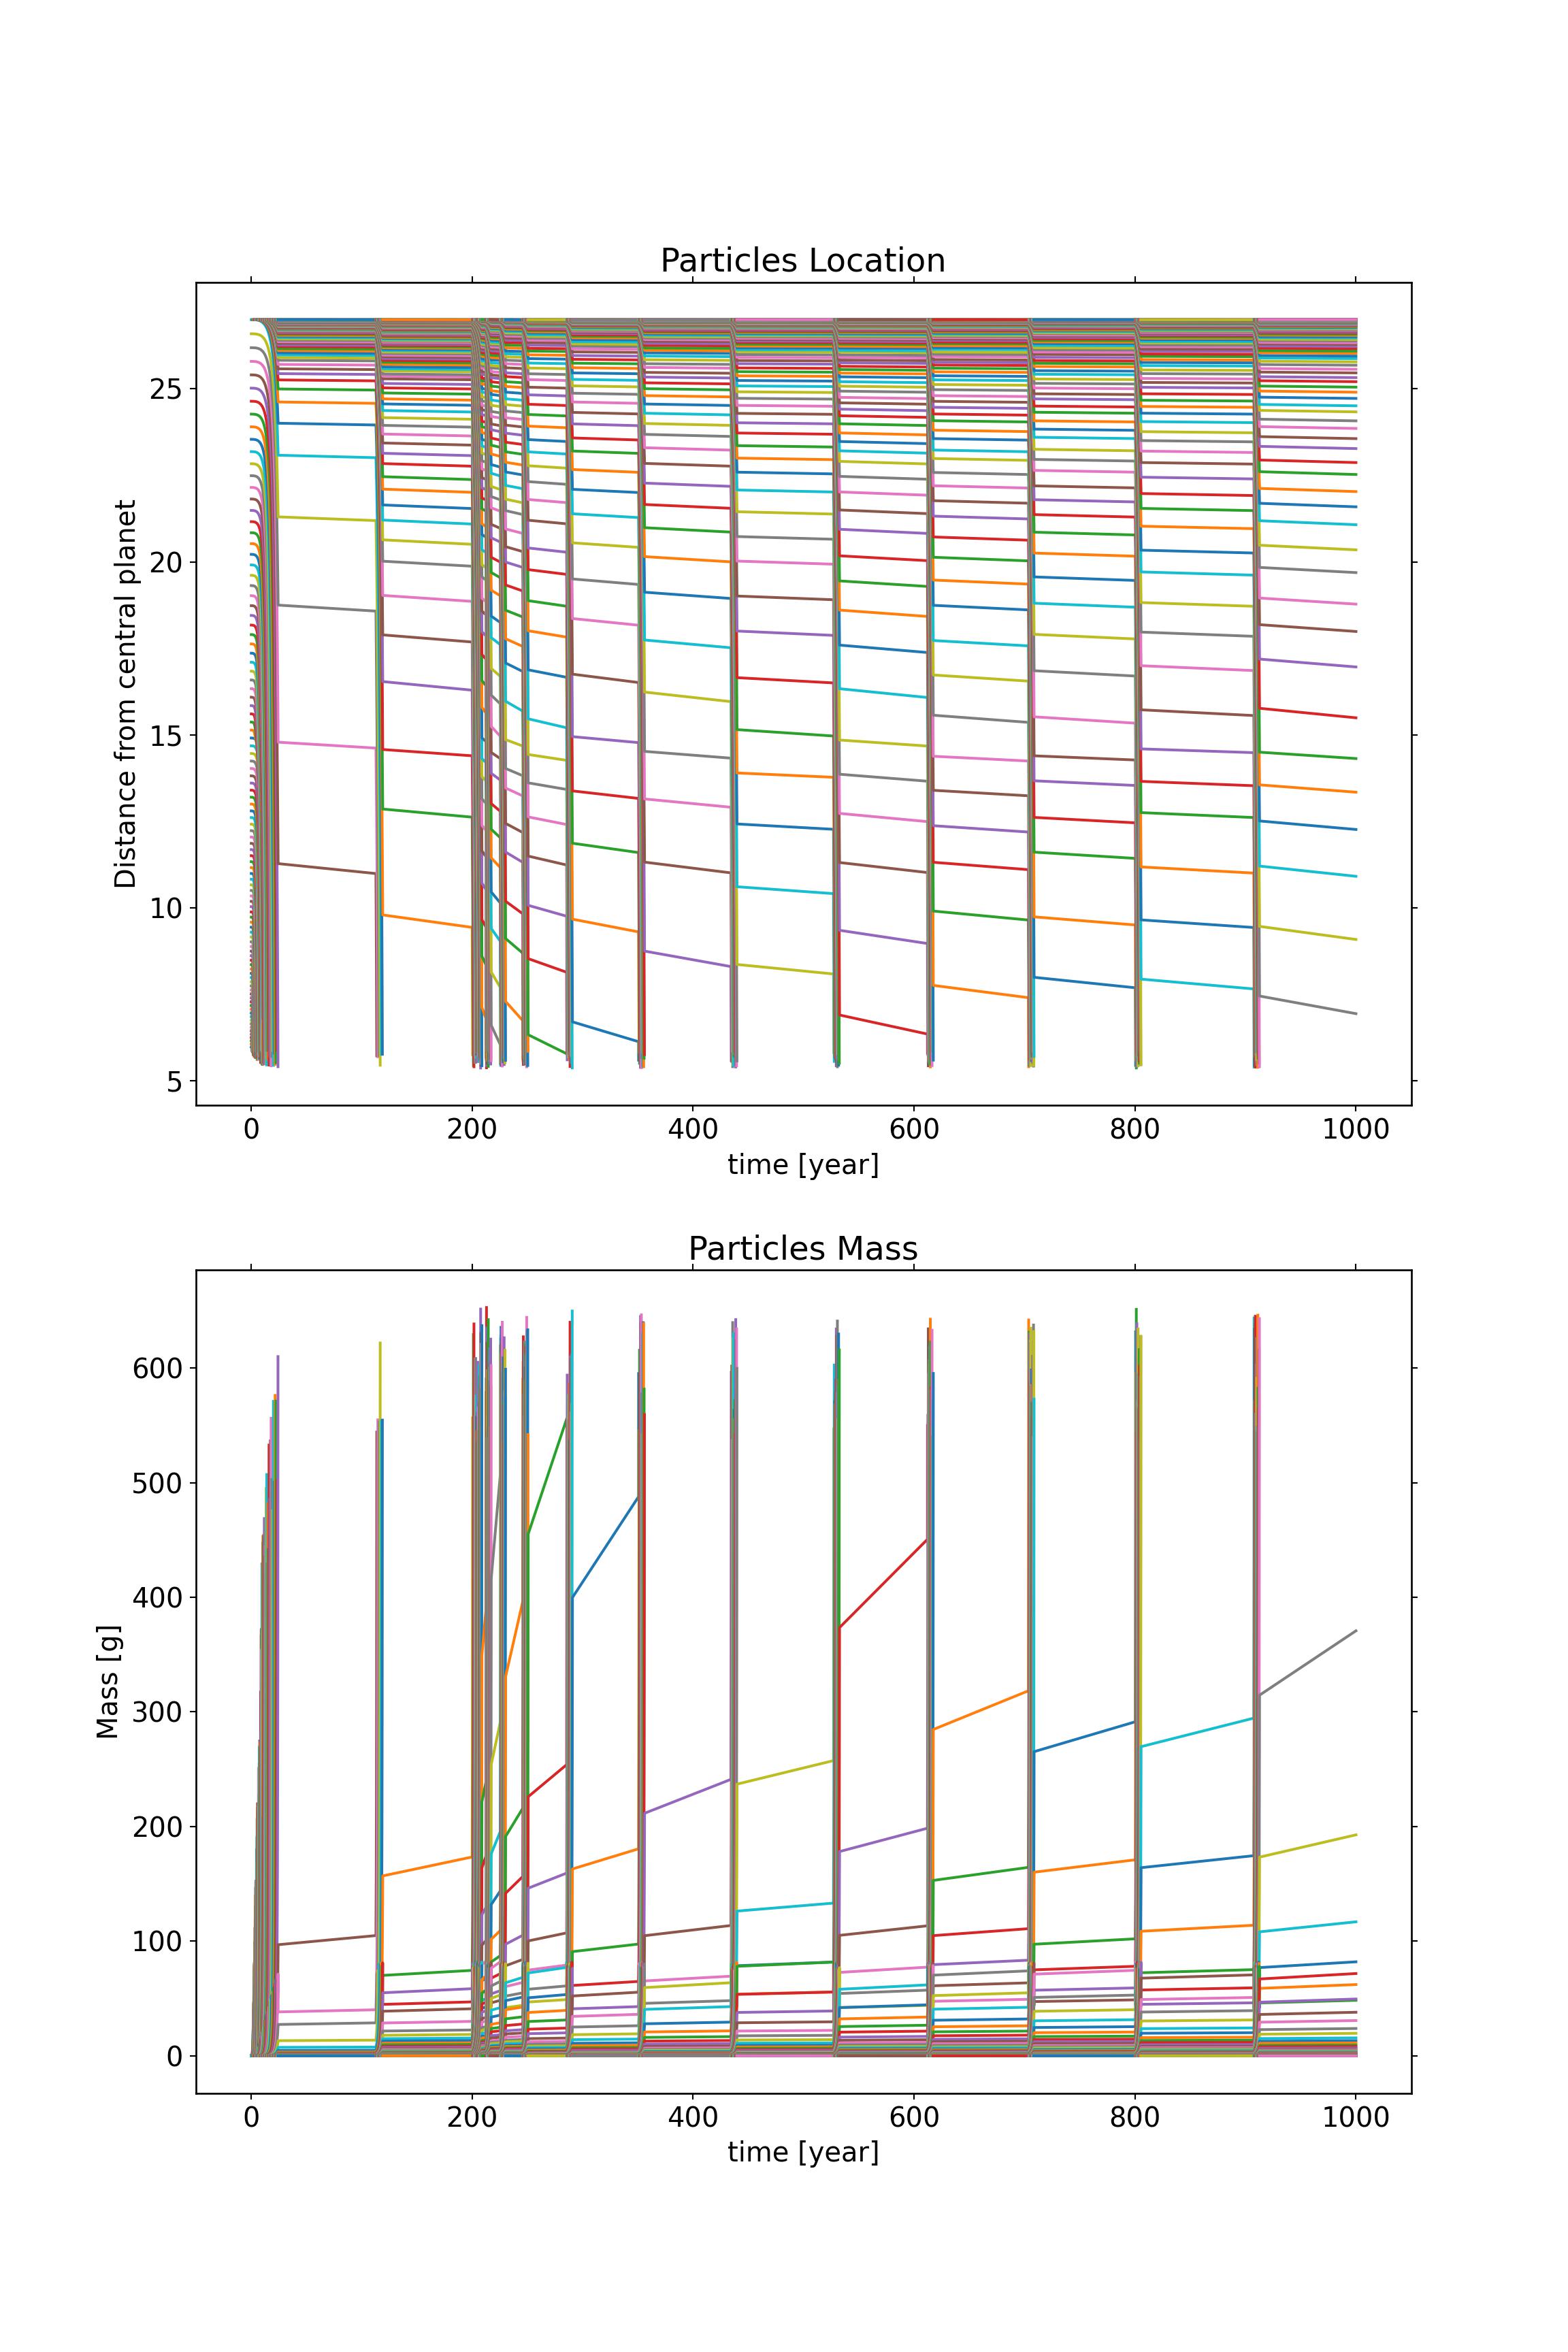 Particles Location
25
20
15
10
5
Distance from central planet
0 200 400 600 800 1000
time [year]
Particles Mass
600
500
400
300
200
100
0
Mass [g]
0 200 400 600 800 1000
time [year]